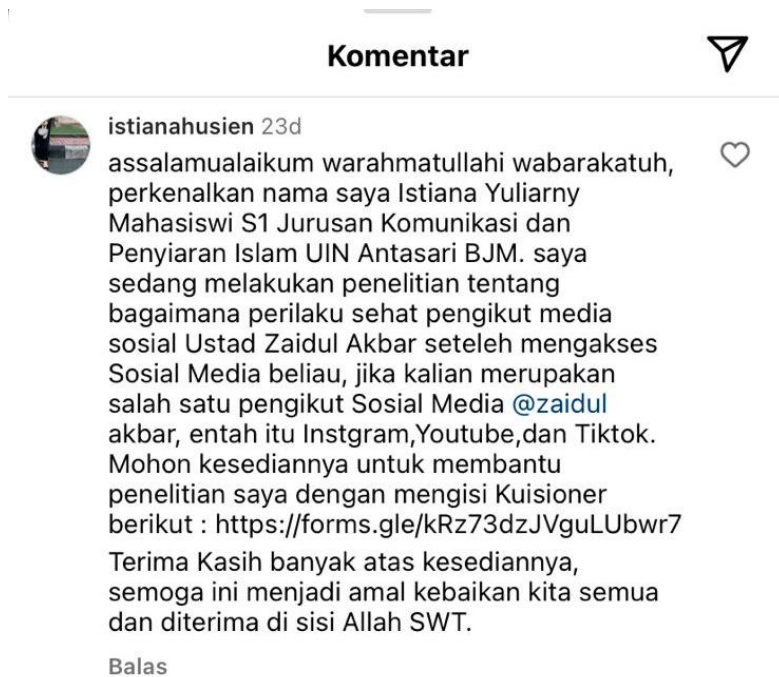 Komentar
istianahusien 23d
assalamualaikum warahmatullahi wabarakatuh,
perkenalkan nama saya Istiana Yuliarny
Mahasiswi S1 Jurusan Komunikasi dan
Penyiaran Islam UIN Antasari BJM. saya
sedang melakukan penelitian tentang
bagaimana perilaku sehat pengikut media
sosial Ustad Zaidul Akbar seteleh mengakses
Sosial Media beliau, jika kalian merupakan
salah satu pengikut Sosial Media @zaidul
akbar, entah itu Instgram,Youtube,dan Tiktok.
Mohon kesediannya untuk membantu
penelitian saya dengan mengisi Kuisioner
berikut : https://forms.gle/kRz73dzJVguLUbwr7
Terima Kasih banyak atas kesediannya,
semoga ini menjadi amal kebaikan kita semua
dan diterima di sisi Allah SWT.
Balas